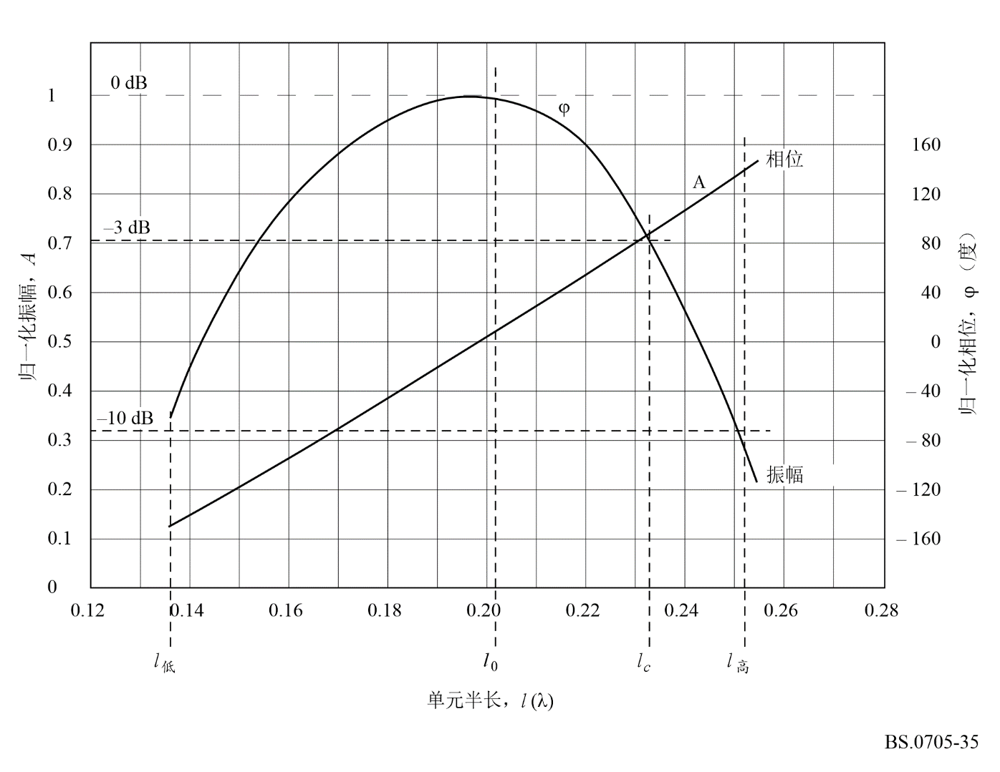 0 dB
1
φ
0.9
160
相位
A
0.8
120
–3 dB
0.7
80
0.6
40
0.5
0
0.4
– 40
–10 dB
0.3
– 80
振幅
0.2
– 120
0.1
– 160
0
归一化振幅，A
归一化相位，φ（度）
0.12 0.14 0.16 0.18 0.20 0.22 0.24 0.26 0.28
l低 l0 lc l高
单元半长，l (λ)
BS.0705-35